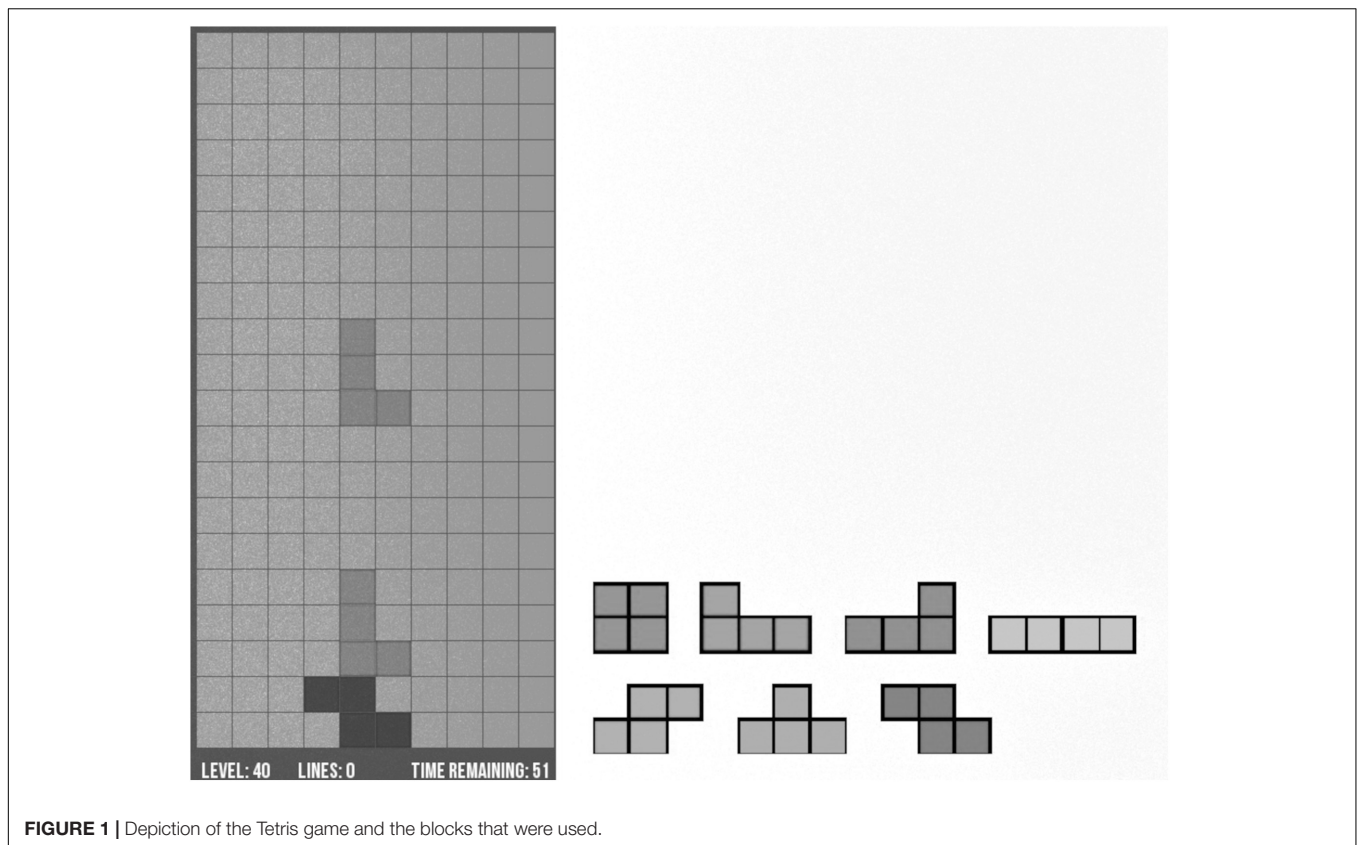 LEVEL: 40 LINES: 0 TIME REMAINING: 51
FIGURE 1 | Depiction of the Tetris game and the blocks that were used.